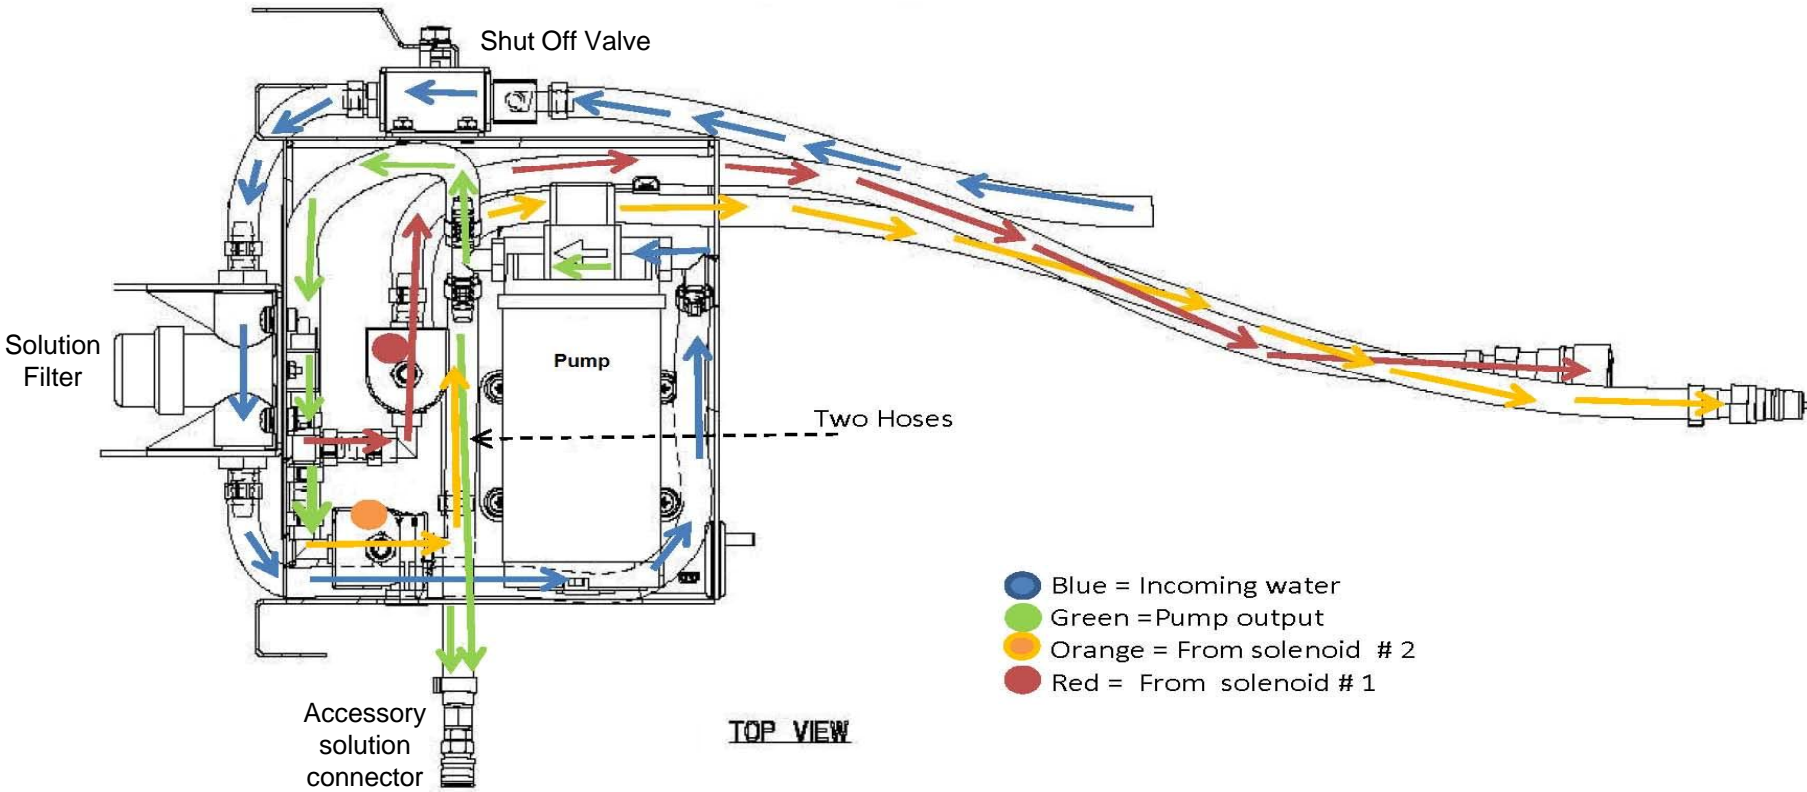 Shut Off Valve
Solution
Filter
Pump
Two Hoses
Blue = Incoming water
Green =Pump output
Orange = From solenoid # 2
Red = From solenoid # 1
Accessory
solution
connector
TOP VIEW